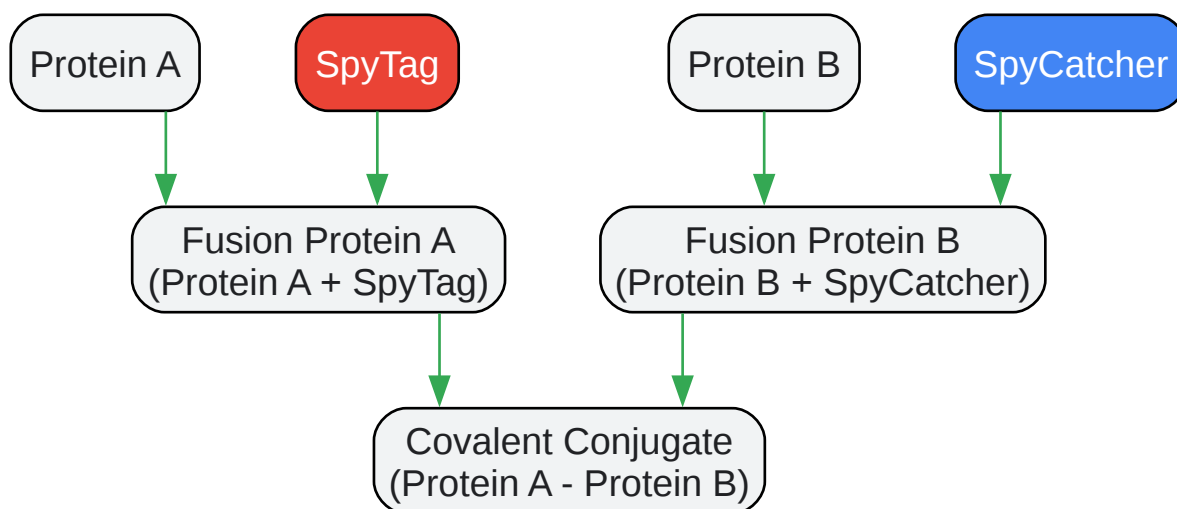 Protein A
SpyTag
Protein B
SpyCatcher
Fusion Protein A
(Protein A + SpyTag)
Fusion Protein B
(Protein B + SpyCatcher)
Covalent Conjugate
(Protein A - Protein B)